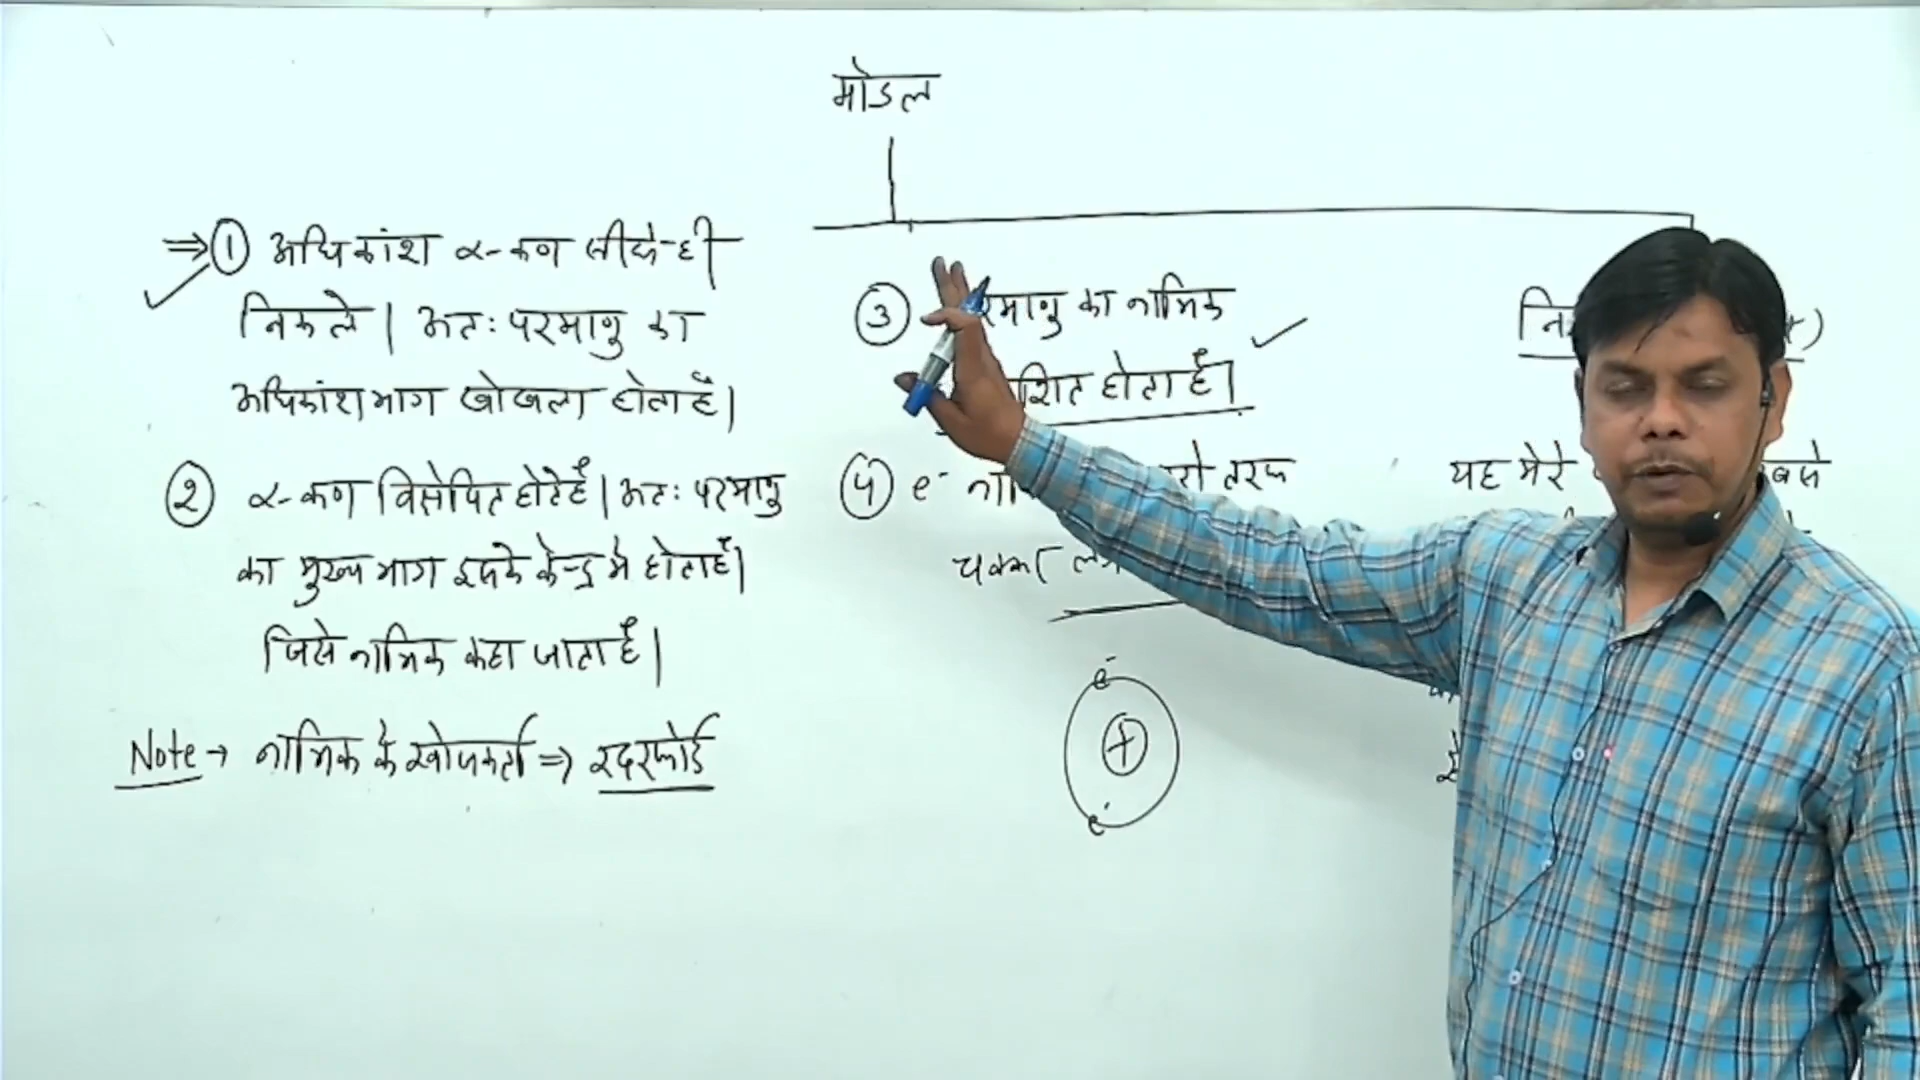 मोडल
⇒ ① अधिकांश α-कण सीधे-ही
निकले | अतः परमाणु का
अधिकांश भाग खोखला होता है |
② α-कण विक्षेपित होते हैं | अतः परमाणु
का मुख्य भाग इसके केन्द्र मे होता है |
जिसे नाभिक कहा जाता है |
Note → नाभिक के खोजकर्ता ⇒ रदरफोर्ड
③ का नाभिक
होता है |
④ e⁻ तरफ
चक्कर
e⁻
+
e⁻
यह मेरे